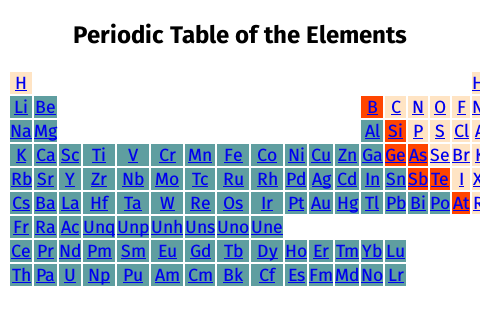 Periodic Table of the Elements
H
Li Be B C N O F
Na Mg Al Si P S Cl
K Ca Sc Ti V Cr Mn Fe Co Ni Cu Zn Ga Ge As Se Br
Rb Sr Y Zr Nb Mo Tc Ru Rh Pd Ag Cd In Sn Sb Te I
Cs Ba La Hf Ta W Re Os Ir Pt Au Hg Tl Pb Bi Po At
Fr Ra Ac Unq Unp Unh Uns Uno Une
Ce Pr Nd Pm Sm Eu Gd Tb Dy Ho Er Tm Yb Lu
Th Pa U Np Pu Am Cm Bk Cf Es Fm Md No Lr